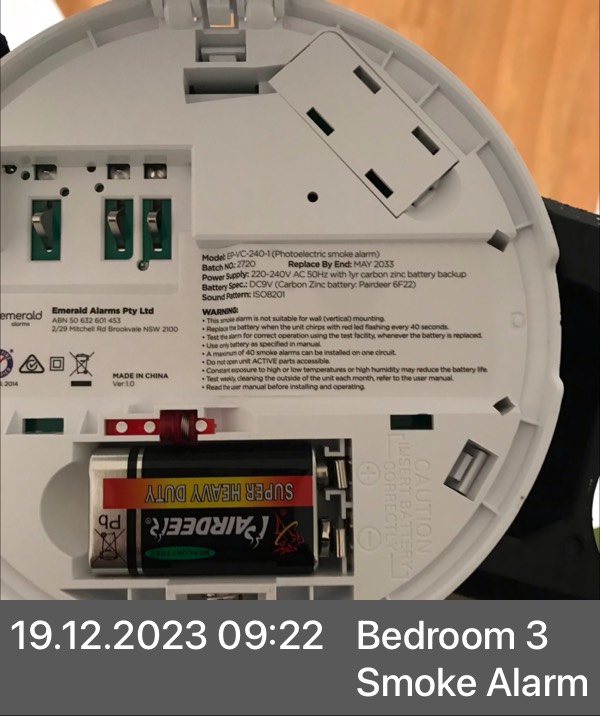 Model: EP-VC-240-1 (Photoelectric smoke alarm)
Batch NO: 2720 Replace By End: MAY 2033
Power Supply: 220-240V AC 50Hz with 1yr carbon zinc battery backup
Battery Spec.: DC9V (Carbon Zinc battery: Pairdeer 6F22)
Sound Pattern: ISO8201
emerald
alarms
Emerald Alarms Pty Ltd
ABN 50 632 601 453
2/29 Mitchell Rd Brookvale NSW 2100
2014
MADE IN CHINA
Ver:1.0
WARNING:
• This smoke alarm is not suitable for wall (vertical) mounting.
• Replace the battery when the unit chirps with red led flashing every 40 seconds.
• Test the alarm for correct operation using the test facility, whenever the battery is replaced.
• Use only battery as specified in manual.
• A maximum of 40 smoke alarms can be installed on one circuit.
• Do not open unit ACTIVE parts accessible.
• Constant exposure to high or low temperatures or high humidity may reduce the battery life.
• Test weekly, cleaning the outside of the unit each month, refer to the user manual.
• Read the user manual before installing and operating.
SUPER HEAVY DUTY
PAIRDEER
MERCURY FREE
Pb
CAUTION
INSERT BATTERY
CORRECTLY
19.12.2023 09:22
Bedroom 3
Smoke Alarm